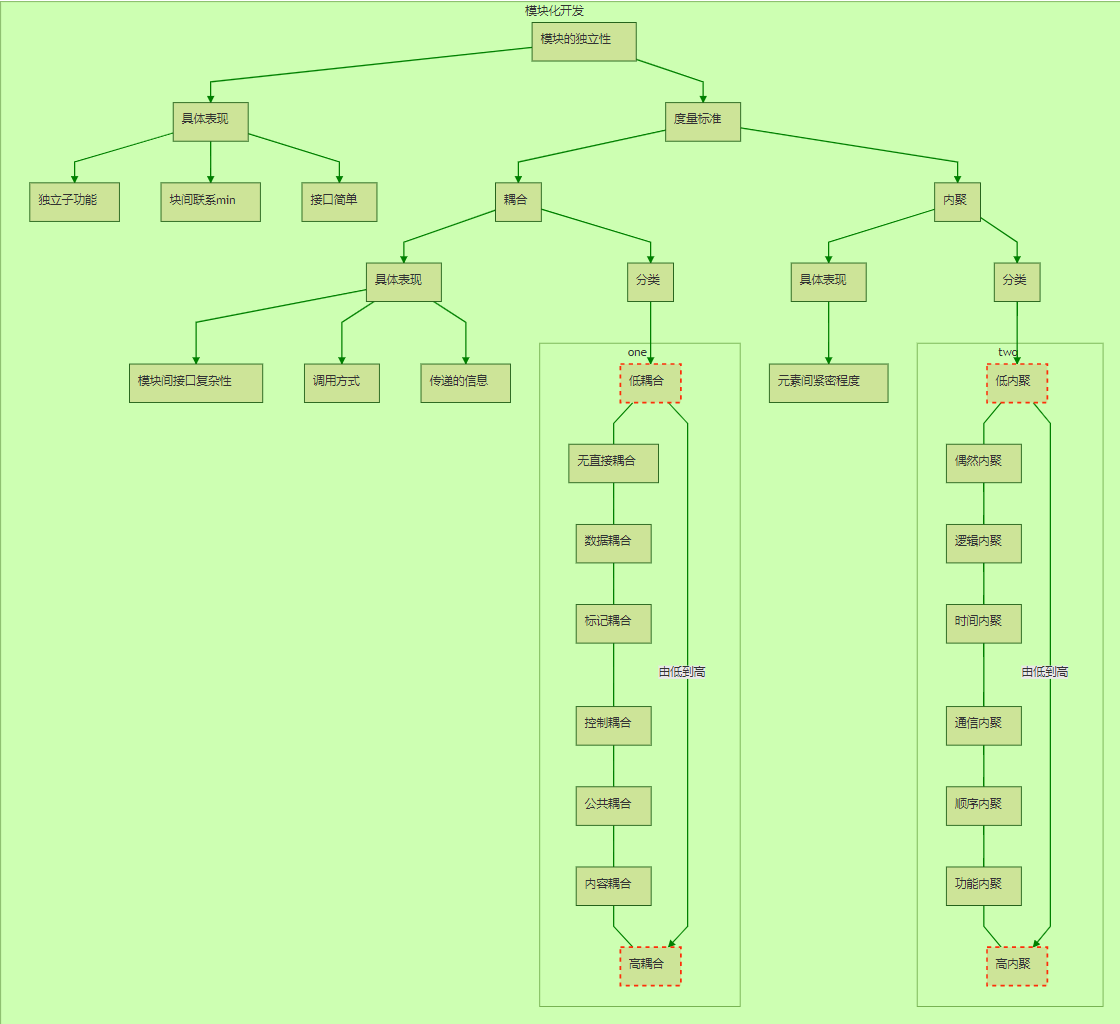 模块化开发
模块的独立性
具体表现
度量标准
独立子功能
块间联系min
接口简单
耦合
内聚
具体表现
分类
具体表现
分类
模块间接口复杂性
调用方式
传递的信息
元素间紧密程度
one
低耦合
无直接耦合
数据耦合
标记耦合
由低到高
控制耦合
公共耦合
内容耦合
高耦合
two
低内聚
偶然内聚
逻辑内聚
时间内聚
由低到高
通信内聚
顺序内聚
功能内聚
高内聚